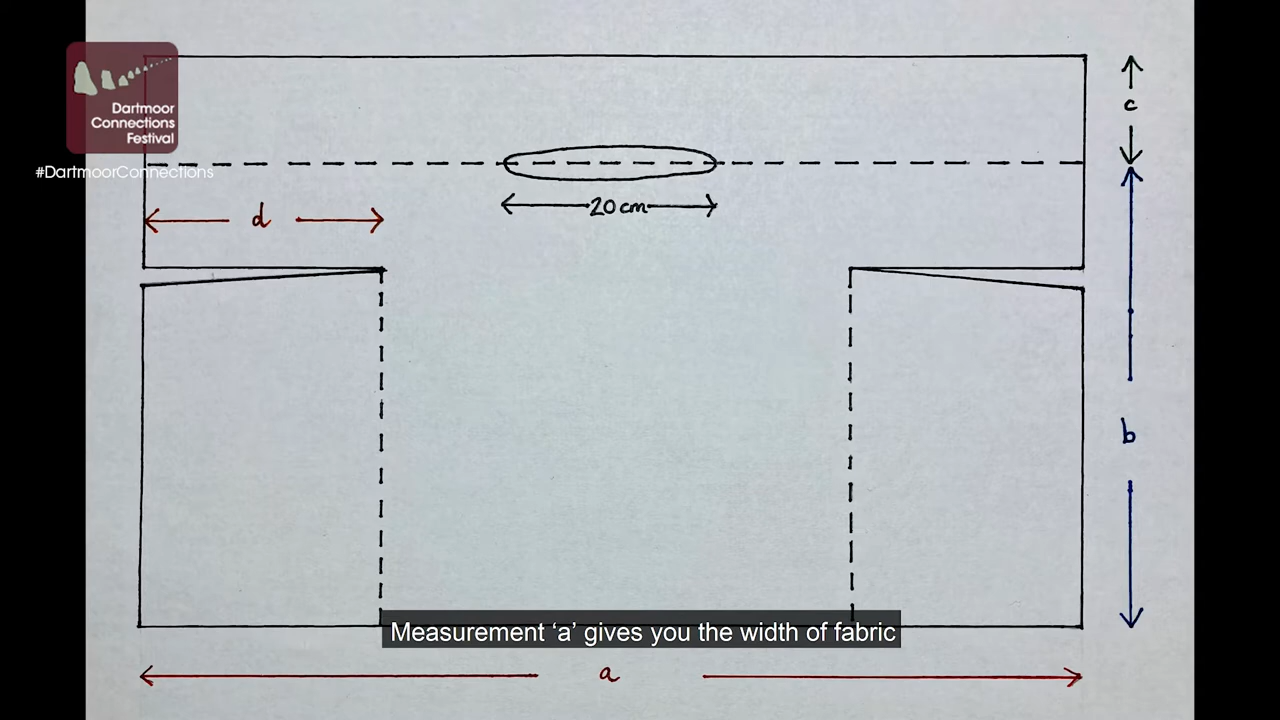 Dartmoor
Connections
Festival
#DartmoorConnections
c
d
20cm
b
Measurement ‘a’ gives you the width of fabric
a